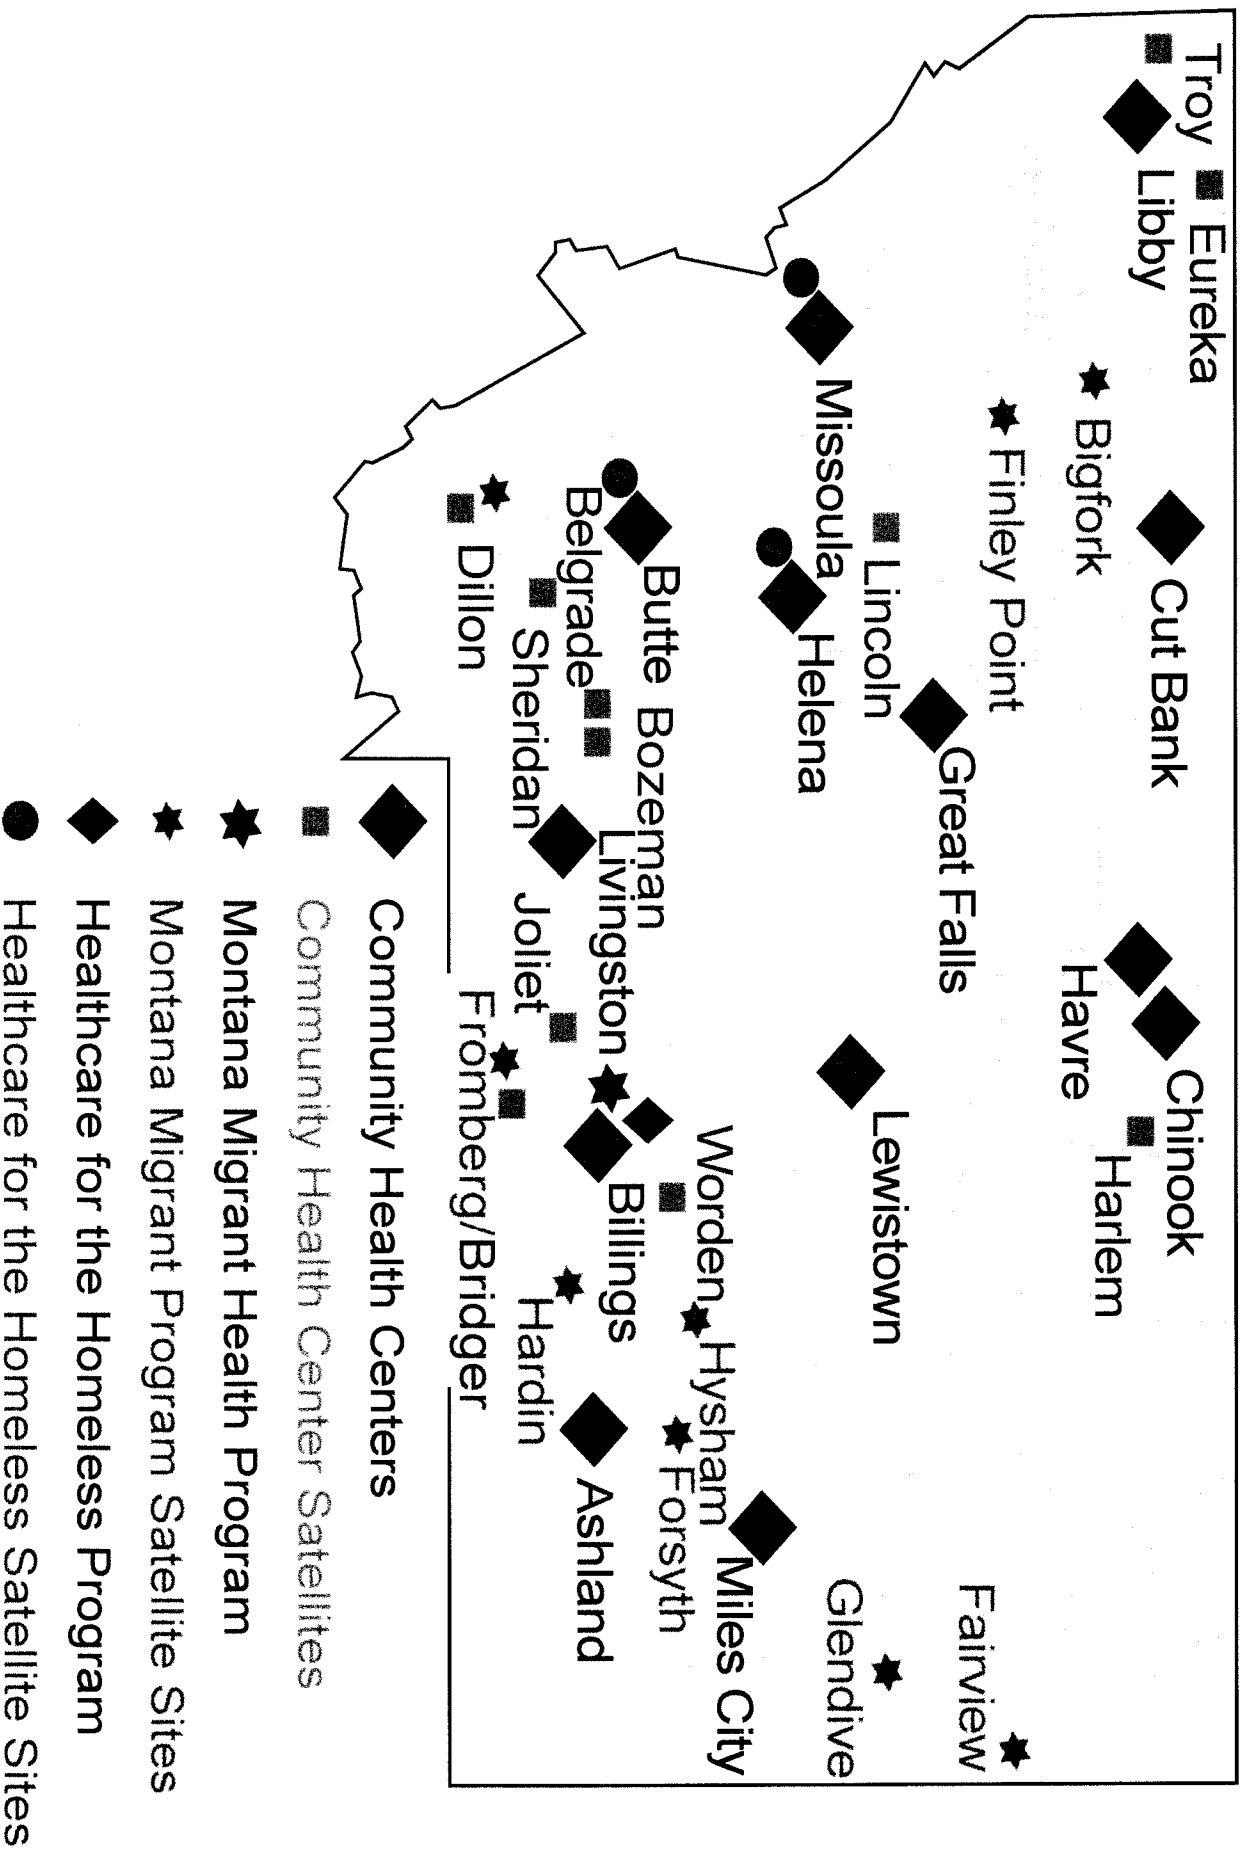 Troy
Eureka
Libby
Cut Bank
Chinook
Havre
Harlem
Bigfork
Finley Point
Great Falls
Fairview
Missoula
Lincoln
Helena
Lewistown
Glendive
Butte
Bozeman
Belgrade
Livingston
Worden
Hysham
Miles City
Billings
Forsyth
Dillon
Sheridan
Joliet
Hardin
Ashland
Fromberg/Bridger
Community Health Centers
Community Health Center Satellites
Montana Migrant Health Program
Montana Migrant Program Satellite Sites
Healthcare for the Homeless Program
Healthcare for the Homeless Satellite Sites